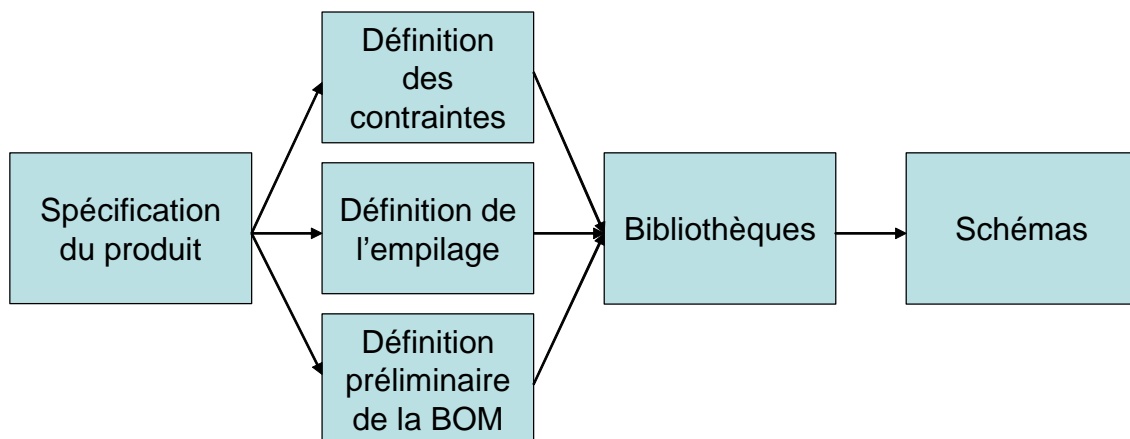 Spécification
du produit
Définition
des
contraintes
Définition de
l’empilage
Définition
préliminaire
de la BOM
Bibliothèques
Schémas